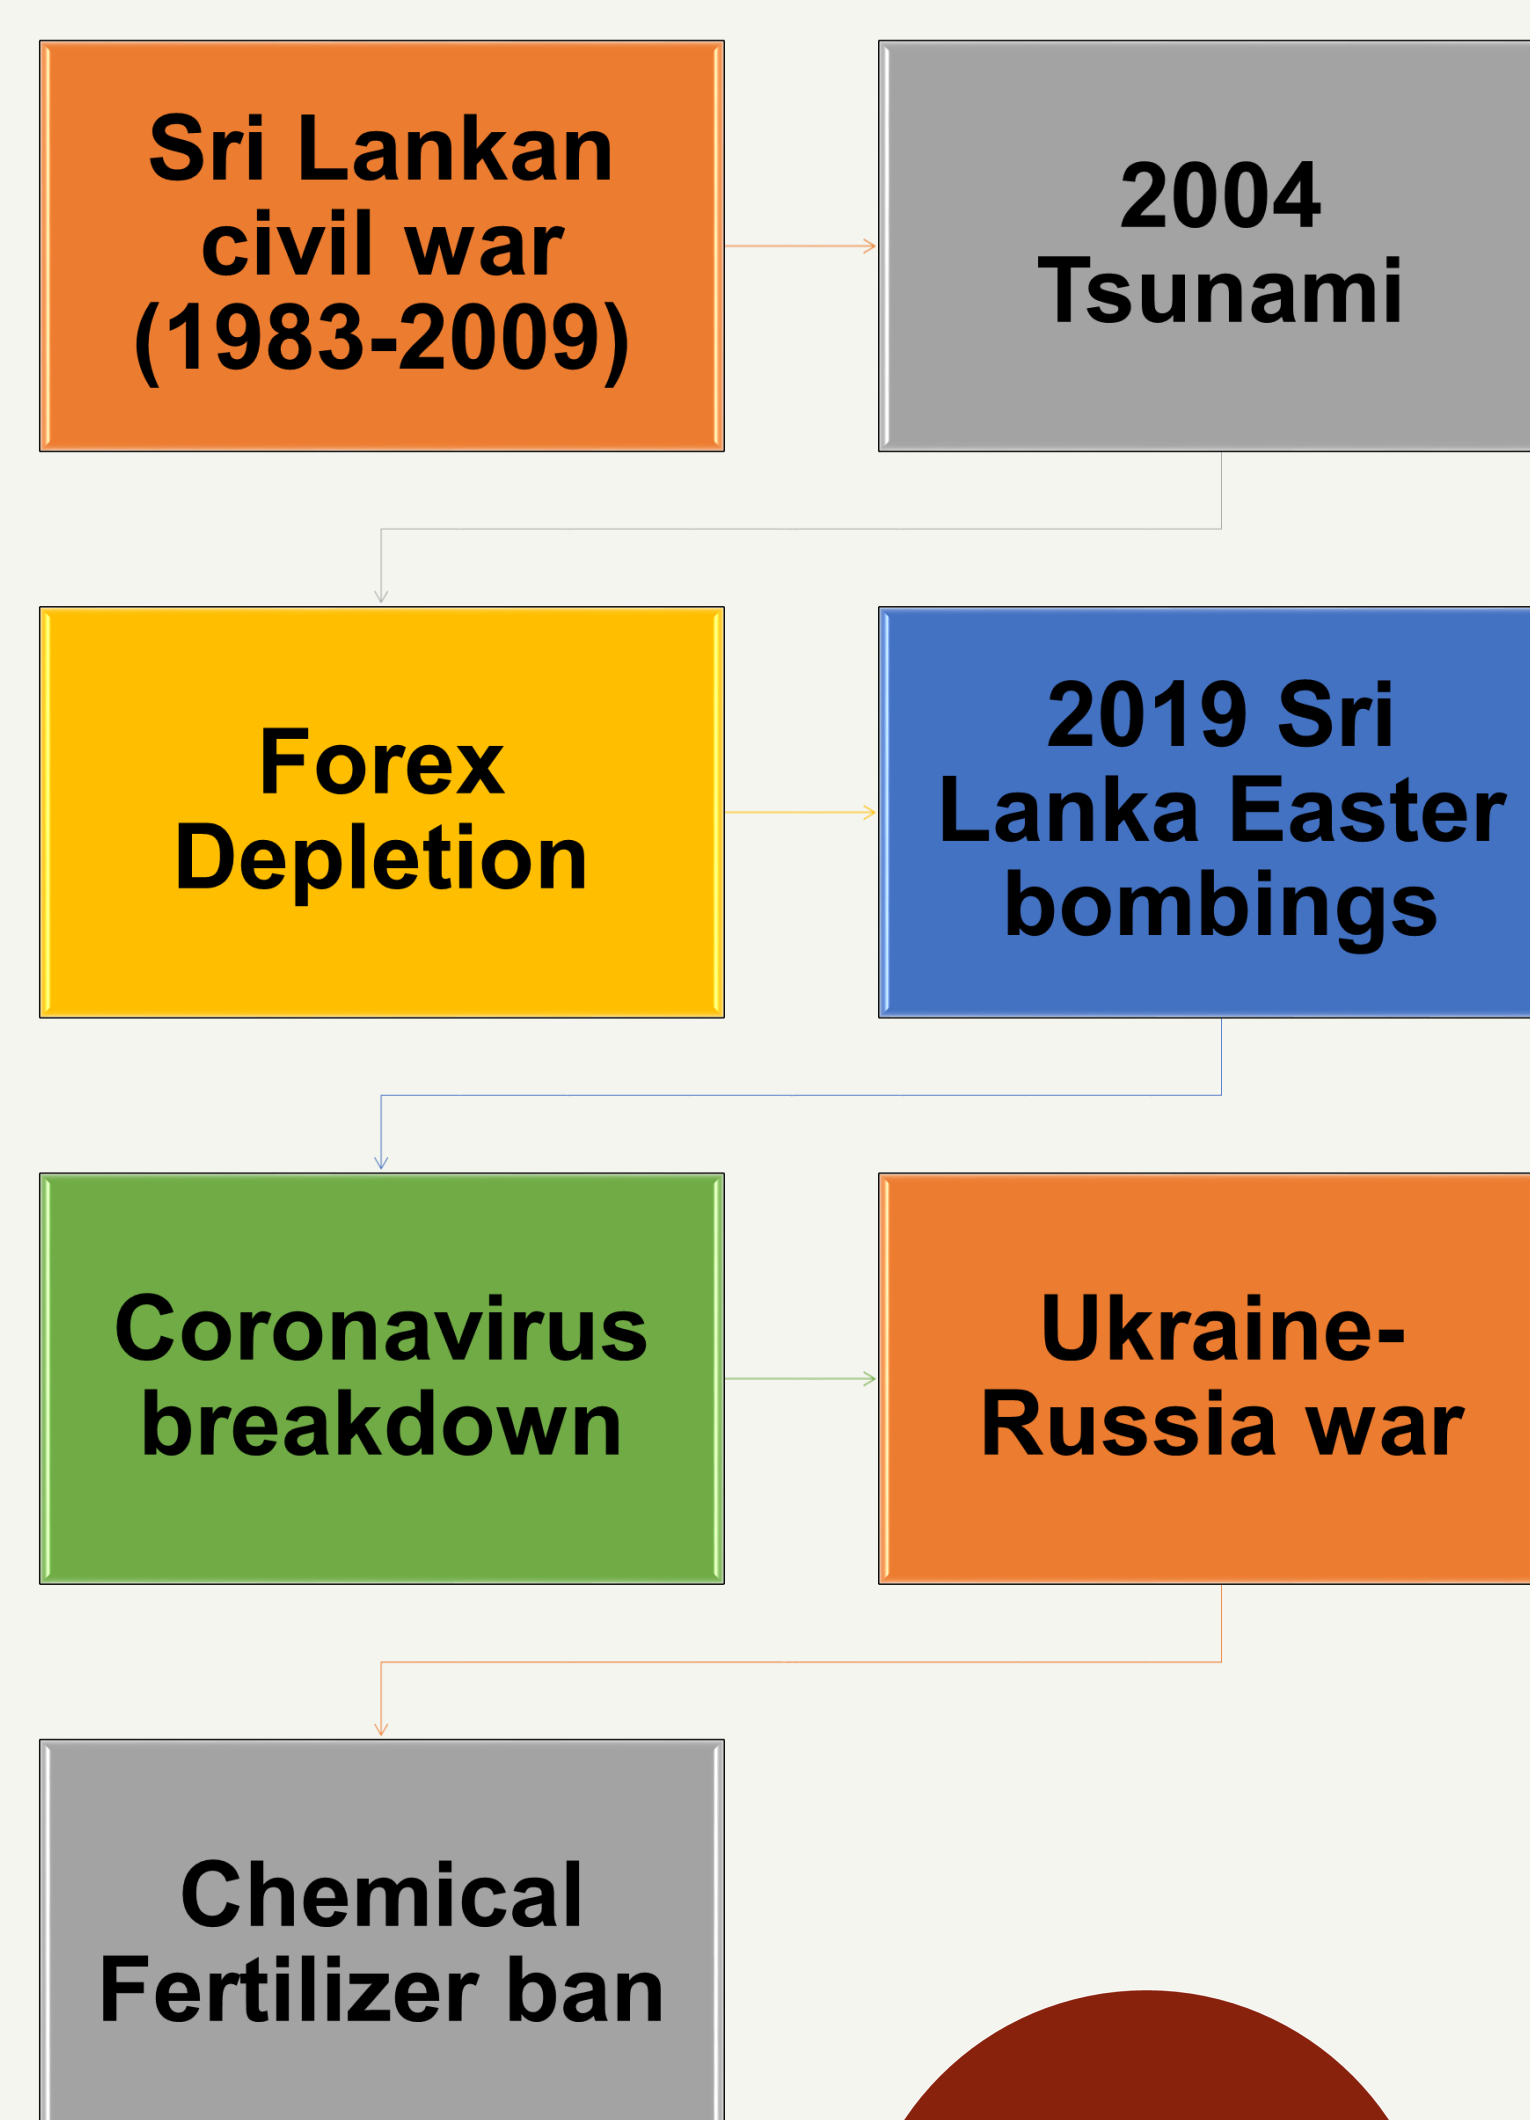 Sri Lankan
civil war
(1983-2009)
2004
Tsunami
Forex
Depletion
2019 Sri
Lanka Easter
bombings
Coronavirus
breakdown
Ukraine-
Russia war
Chemical
Fertilizer ban